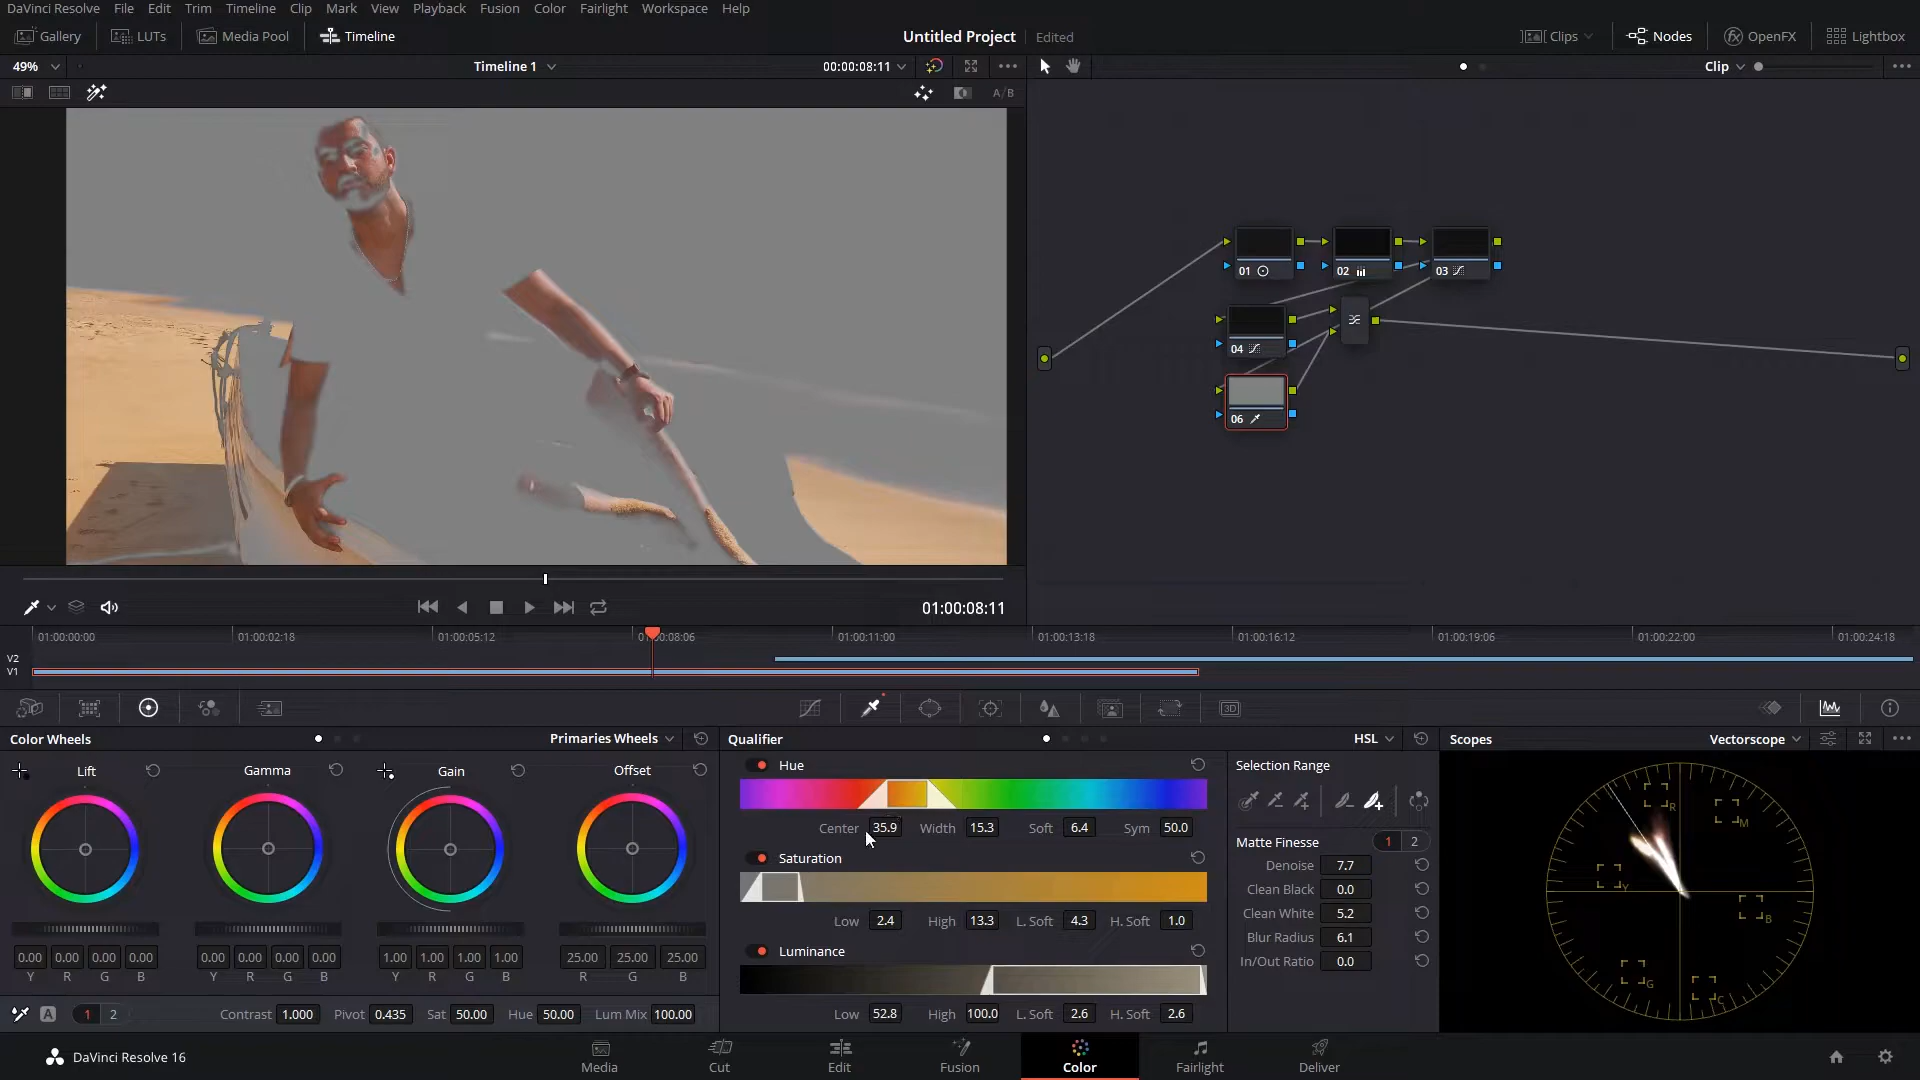 DaVinci Resolve File Edit Trim Timeline Clip Mark View Playback Fusion Color Fairlight Workspace Help
Gallery LUTs Media Pool Timeline Untitled Project Edited Clips Nodes OpenFX Lightbox
49% Timeline 1 00:00:08:11 Clip
A/B
01 02 03
04
06
01:00:08:11
01:00:00:00 01:00:02:18 01:00:05:12 01:00:08:06 01:00:11:00 01:00:13:18 01:00:16:12 01:00:19:06 01:00:22:00 01:00:24:18
V2
V1
3D
Color Wheels Primaries Wheels Qualifier HSL Scopes Vectorscope
Lift Gamma Gain Offset
Hue
Center 35.9 Width 15.3 Soft 6.4 Sym 50.0
Saturation
Low 2.4 High 13.3 L. Soft 4.3 H. Soft 1.0
Luminance
Low 52.8 High 100.0 L. Soft 2.6 H. Soft 2.6
Selection Range
Matte Finesse 1 2
Denoise 7.7
Clean Black 0.0
Clean White 5.2
Blur Radius 6.1
In/Out Ratio 0.0
R
M
Y
B
G
C
0.00 0.00 0.00 0.00 0.00 0.00 0.00 0.00 1.00 1.00 1.00 1.00 25.00 25.00 25.00
Y R G B Y R G B Y R G B R G B
A 1 2 Contrast 1.000 Pivot 0.435 Sat 50.00 Hue 50.00 Lum Mix 100.00
DaVinci Resolve 16 Media Cut Edit Fusion Color Fairlight Deliver